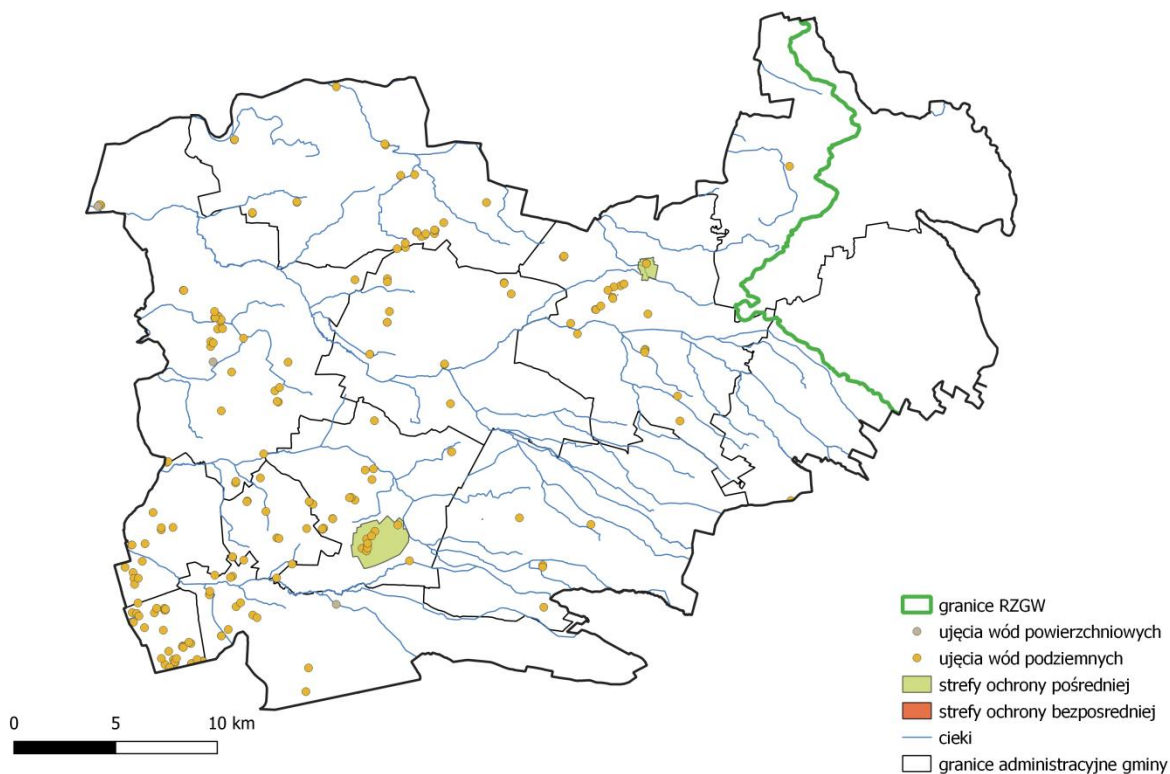 granice RZGW
ujęcia wód powierzchniowych
ujęcia wód podziemnych
strefy ochrony pośredniej
strefy ochrony bezposredniej
cieki
granice administracyjne gminy
0 5 10 km